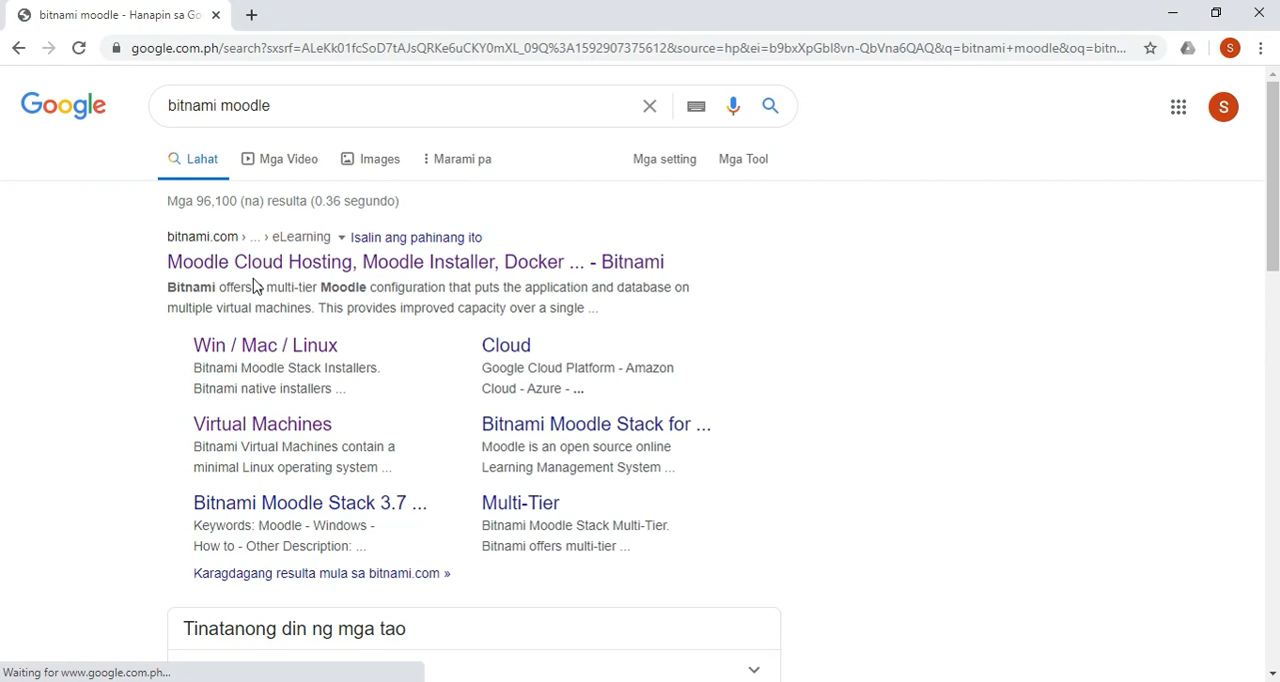 bitnami moodle - Hanapin sa Go
google.com.ph/search?sxsrf=ALeKk01fcSoD7tAJsQRKe6uCKY0mXL_09Q%3A1592907375612&source=hp&ei=b9bxXpGbI8vn-QbVna6QAQ&q=bitnami+moodle&oq=bitn...
S
Google
bitnami moodle
S
Lahat
Mga Video
Images
Marami pa
Mga setting
Mga Tool
Mga 96,100 (na) resulta (0.36 segundo)
bitnami.com › ... › eLearning Isalin ang pahinang ito
Moodle Cloud Hosting, Moodle Installer, Docker ... - Bitnami
Bitnami offers multi-tier Moodle configuration that puts the application and database on
multiple virtual machines. This provides improved capacity over a single ...
Win / Mac / Linux
Bitnami Moodle Stack Installers.
Bitnami native installers ...
Cloud
Google Cloud Platform - Amazon
Cloud - Azure - ...
Virtual Machines
Bitnami Virtual Machines contain a
minimal Linux operating system ...
Bitnami Moodle Stack for ...
Moodle is an open source online
Learning Management System ...
Bitnami Moodle Stack 3.7 ...
Keywords: Moodle - Windows -
How to - Other Description: ...
Multi-Tier
Bitnami Moodle Stack Multi-Tier.
Bitnami offers multi-tier ...
Karagdagang resulta mula sa bitnami.com »
Tinatanong din ng mga tao
Waiting for www.google.com.ph...